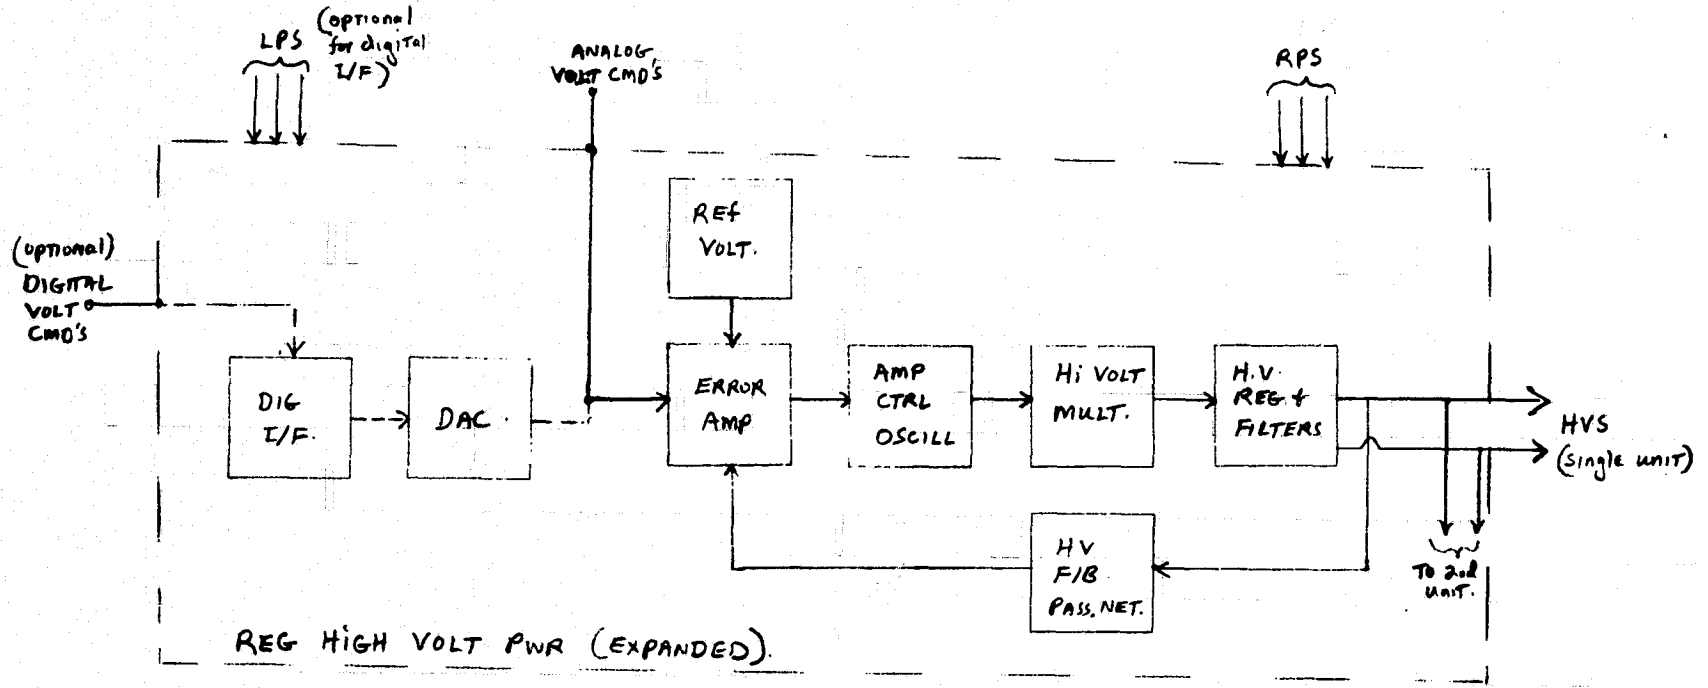 LPS
(optional
for digital
I/F)
ANALOG
VOLT CMD'S
RPS
(optional)
DIGITAL
VOLT
CMD'S
REF
VOLT.
DIG
I/F.
DAC
ERROR
AMP
AMP
CTRL
OSCILL
Hi VOLT
MULT.
H.V.
REG. +
FILTERS
HVS
(single unit)
HV
F/B
PASS. NET.
To 2nd
unit.
REG HIGH VOLT PWR (EXPANDED).